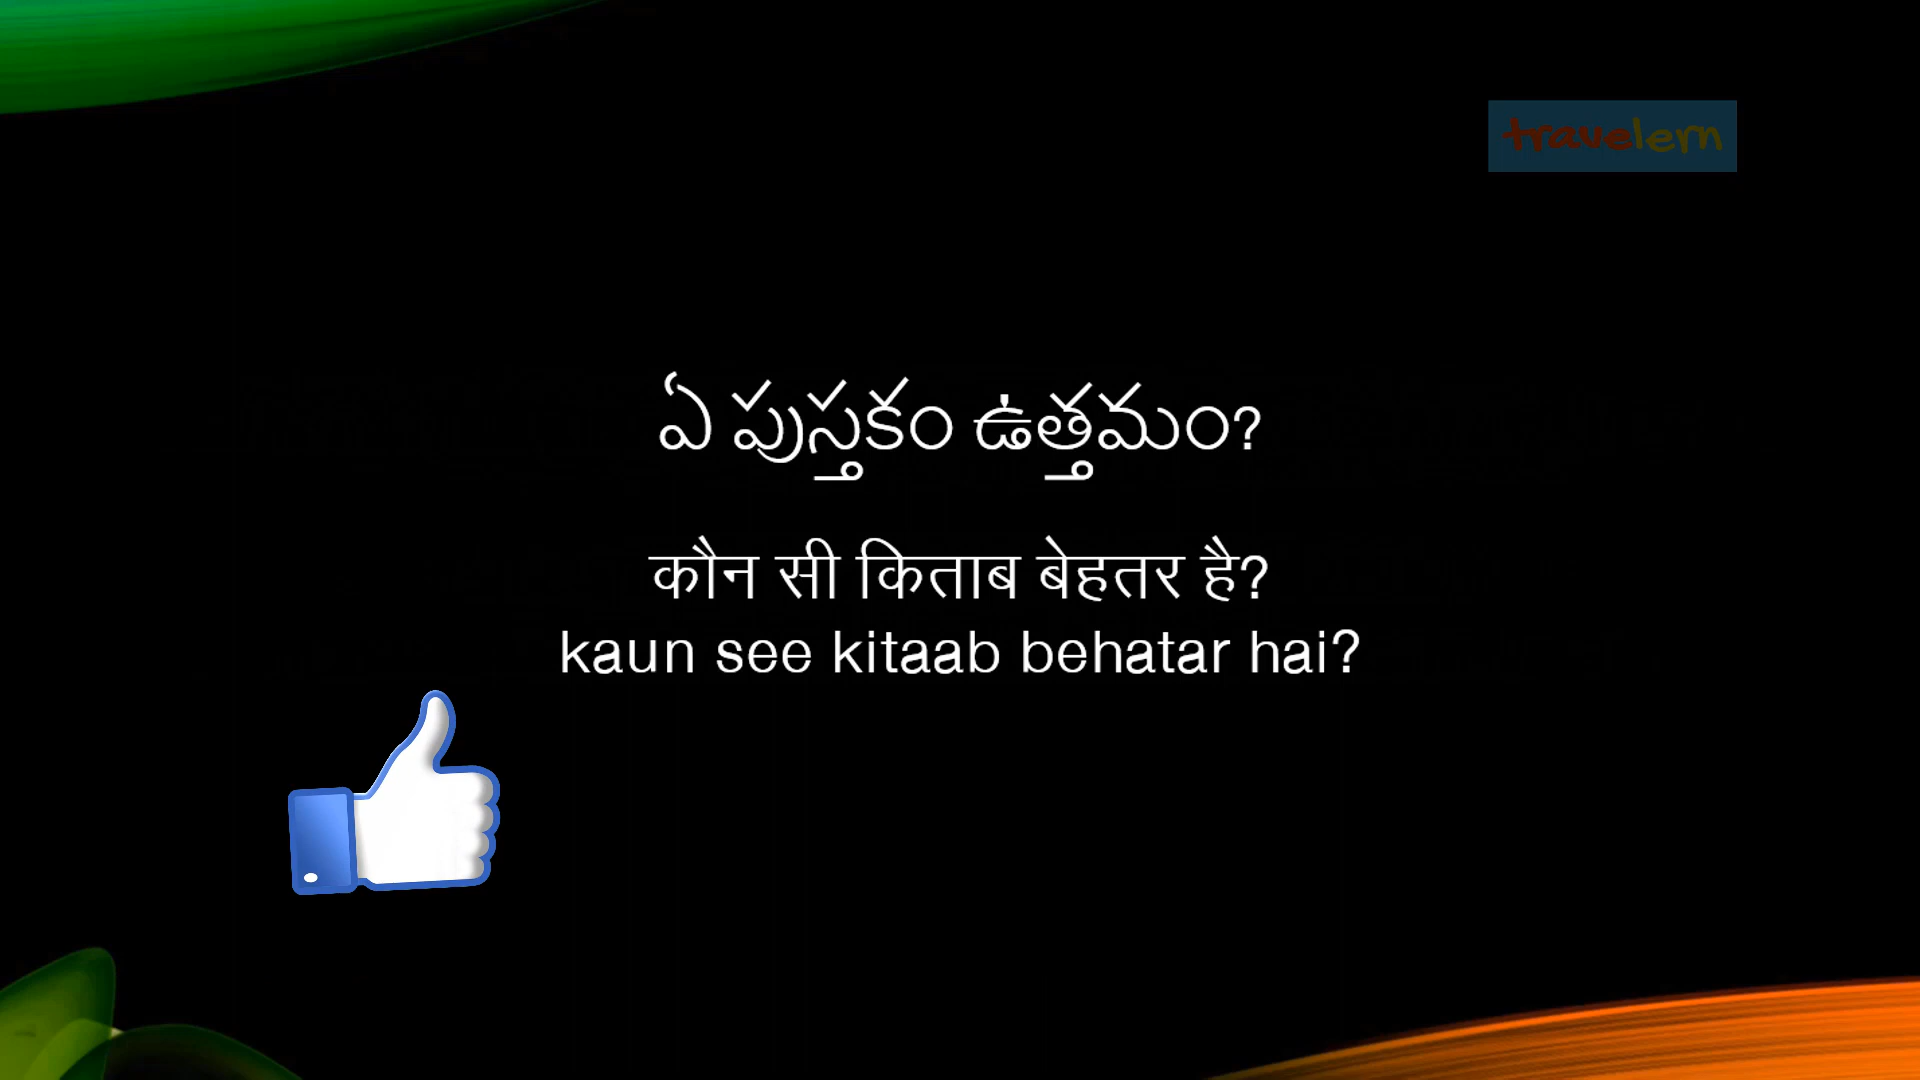 travelern
ఏ పుస్తకం ఉత్తమం?
कौन सी किताब बेहतर है?
kaun see kitaab behatar hai?